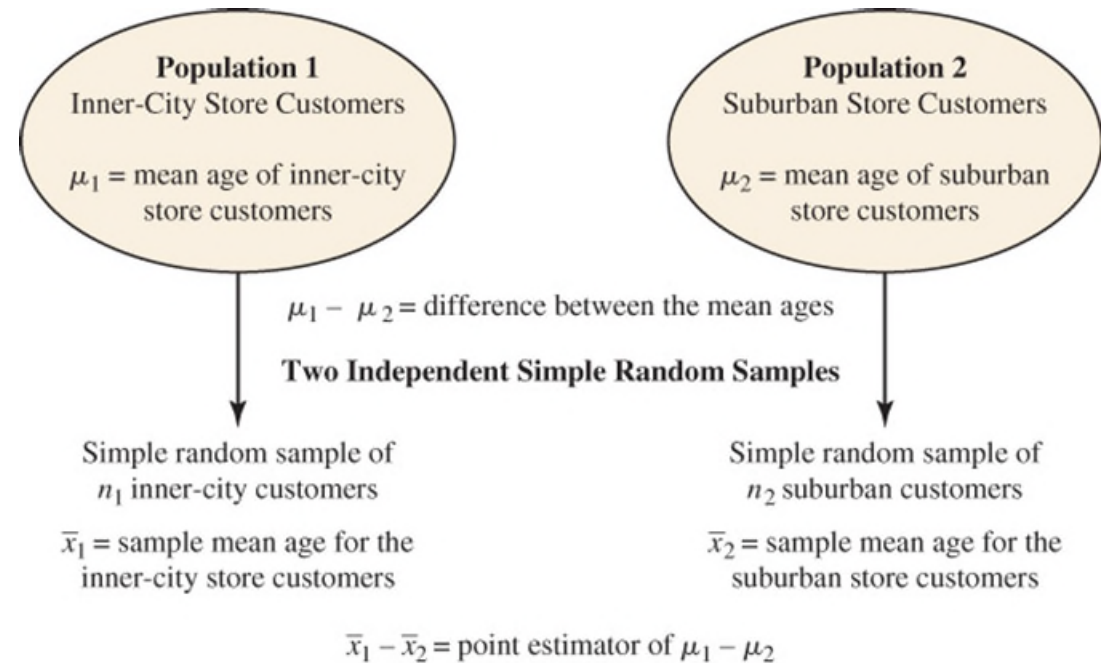 Population 1
Inner-City Store Customers
μ₁ = mean age of inner-city
store customers
Population 2
Suburban Store Customers
μ₂ = mean age of suburban
store customers
μ₁ − μ₂ = difference between the mean ages
Two Independent Simple Random Samples
Simple random sample of
n₁ inner-city customers
x̄₁ = sample mean age for the
inner-city store customers
Simple random sample of
n₂ suburban customers
x̄₂ = sample mean age for the
suburban store customers
x̄₁ − x̄₂ = point estimator of μ₁ − μ₂